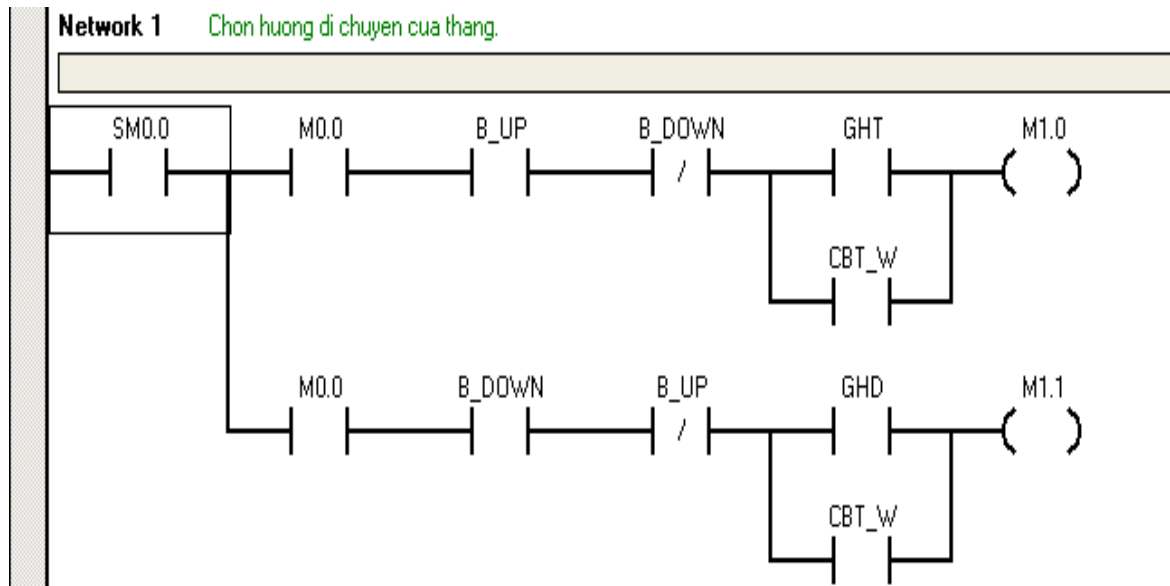 Network 1 Chon huong di chuyen cua thang.
SM0.0 M0.0 B_UP B_DOWN GHT M1.0
/
CBT_W
M0.0 B_DOWN B_UP GHD M1.1
/
CBT_W